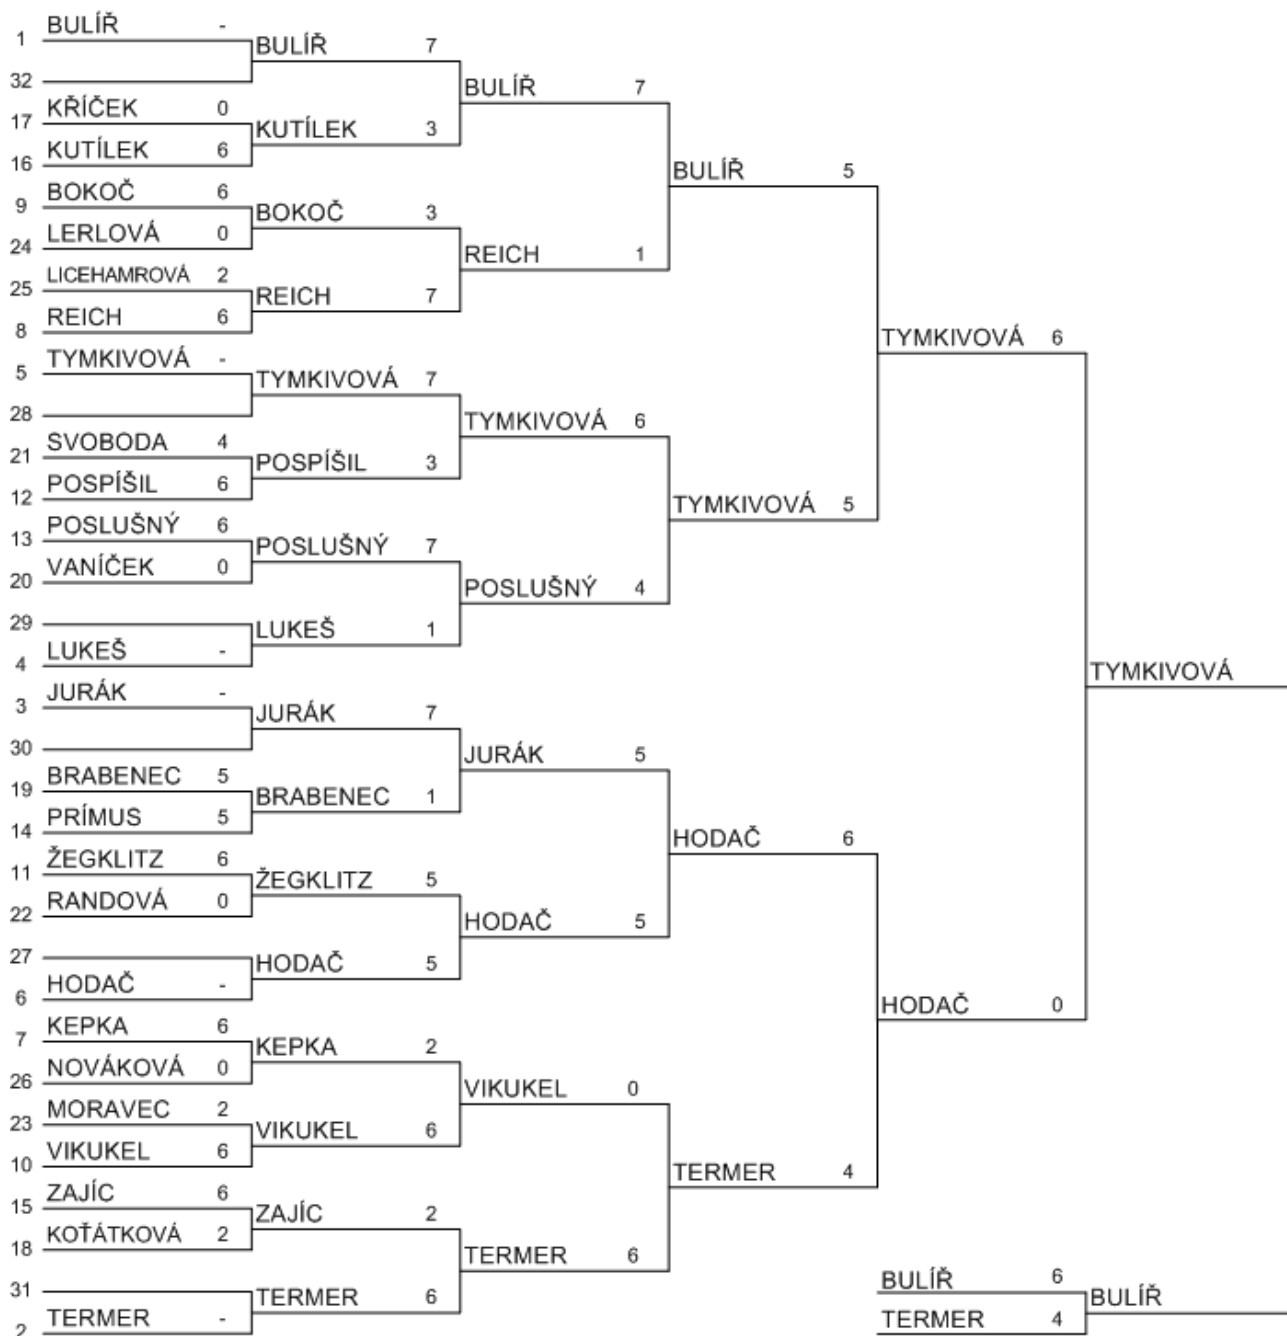 1 BULÍŘ -
32
17 KŘÍČEK 0
16 KUTÍLEK 6
9 BOKOČ 6
24 LERLOVÁ 0
25 LICEHAMROVÁ 2
8 REICH 6
5 TYMKIVOVÁ -
28
21 SVOBODA 4
12 POSPÍŠIL 6
13 POSLUŠNÝ 6
20 VANÍČEK 0
29
4 LUKEŠ -
3 JURÁK -
30
19 BRABENEC 5
14 PRÍMUS 5
11 ŽEGKLITZ 6
22 RANDOVÁ 0
27
6 HODAČ -
7 KEPKA 6
26 NOVÁKOVÁ 0
23 MORAVEC 2
10 VIKUKEL 6
15 ZAJÍC 6
18 KOŤÁTKOVÁ 2
31
2 TERMER -
BULÍŘ 7
KUTÍLEK 3
BOKOČ 3
REICH 7
TYMKIVOVÁ 7
POSPÍŠIL 3
POSLUŠNÝ 7
LUKEŠ 1
JURÁK 7
BRABENEC 1
ŽEGKLITZ 5
HODAČ 5
KEPKA 2
VIKUKEL 6
ZAJÍC 2
TERMER 6
BULÍŘ 7
REICH 1
TYMKIVOVÁ 6
POSLUŠNÝ 4
JURÁK 5
HODAČ 5
VIKUKEL 0
TERMER 6
BULÍŘ 5
TYMKIVOVÁ 5
HODAČ 6
TERMER 4
TYMKIVOVÁ 6
HODAČ 0
TYMKIVOVÁ
BULÍŘ 6
TERMER 4
BULÍŘ